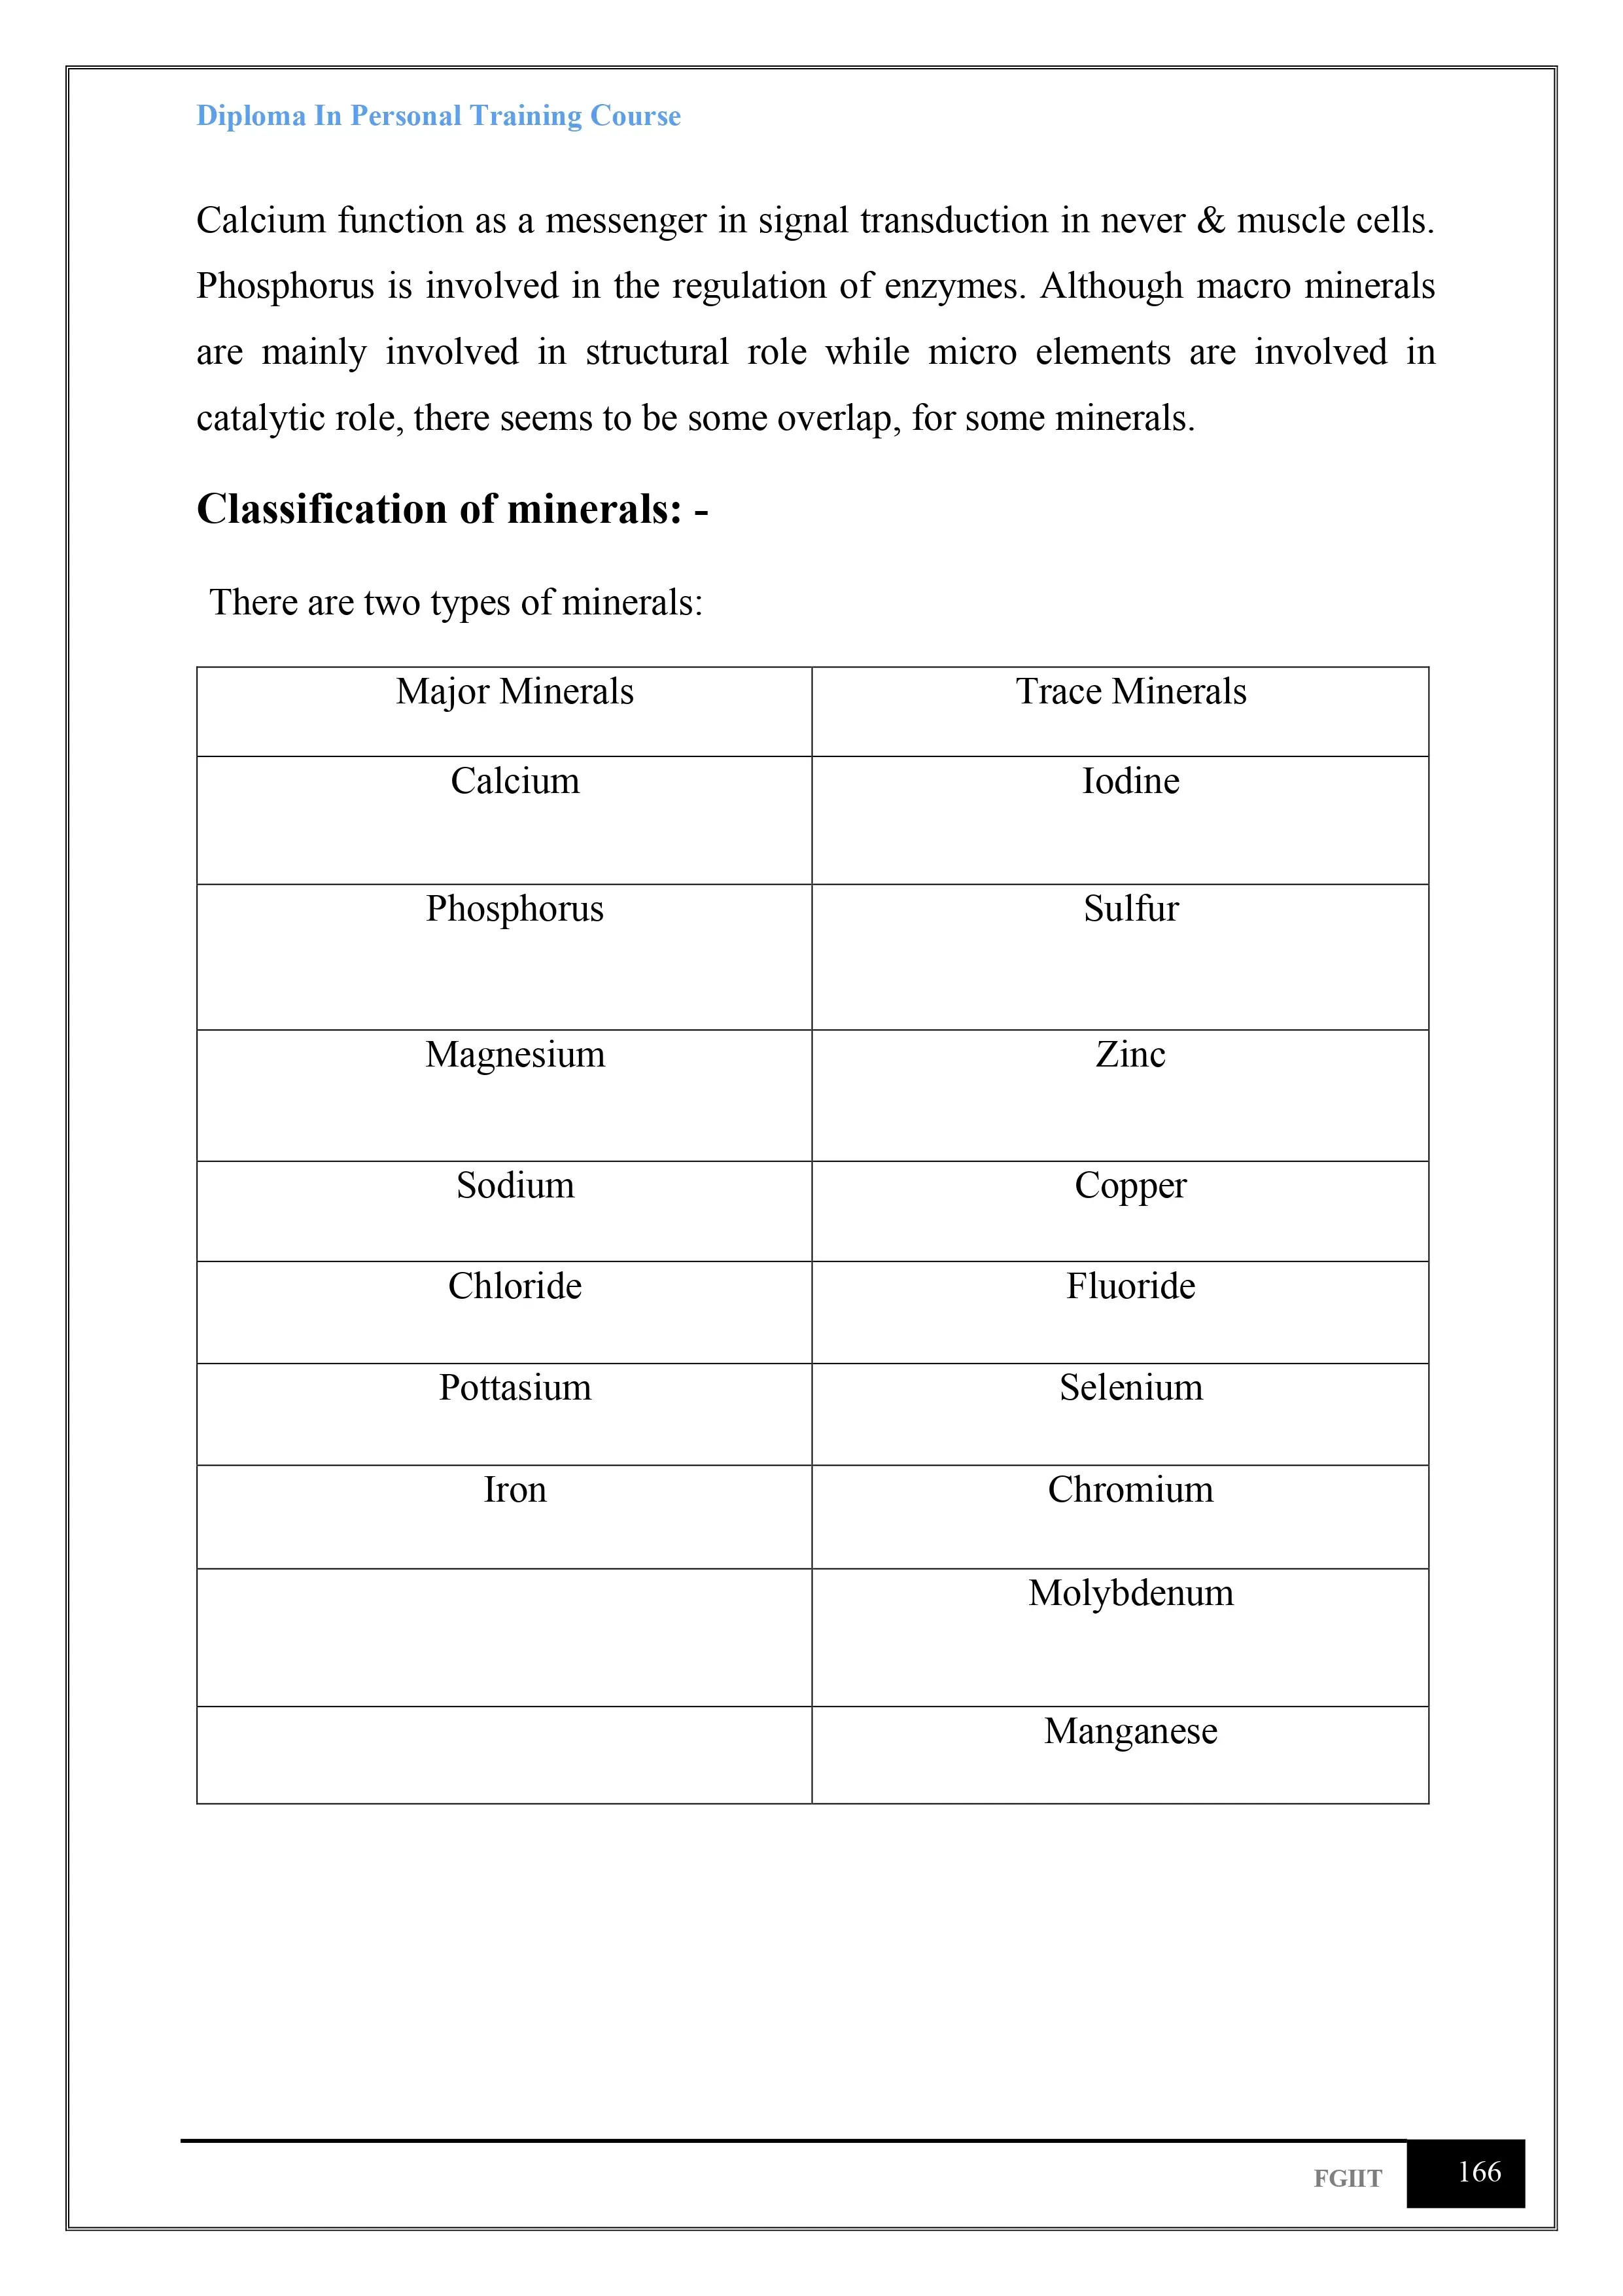 Diploma In Personal Training Course
Calcium function as a messenger in signal transduction in never & muscle cells.
Phosphorus is involved in the regulation of enzymes. Although macro minerals
are mainly involved in structural role while micro elements are involved in
catalytic role, there seems to be some overlap, for some minerals.
Classification of minerals: -
There are two types of minerals:
Major Minerals Trace Minerals
Calcium Iodine
Phosphorus Sulfur
Magnesium Zinc
Sodium Copper
Chloride Fluoride
Pottasium Selenium
Iron Chromium
Molybdenum
Manganese
FGIIT 166